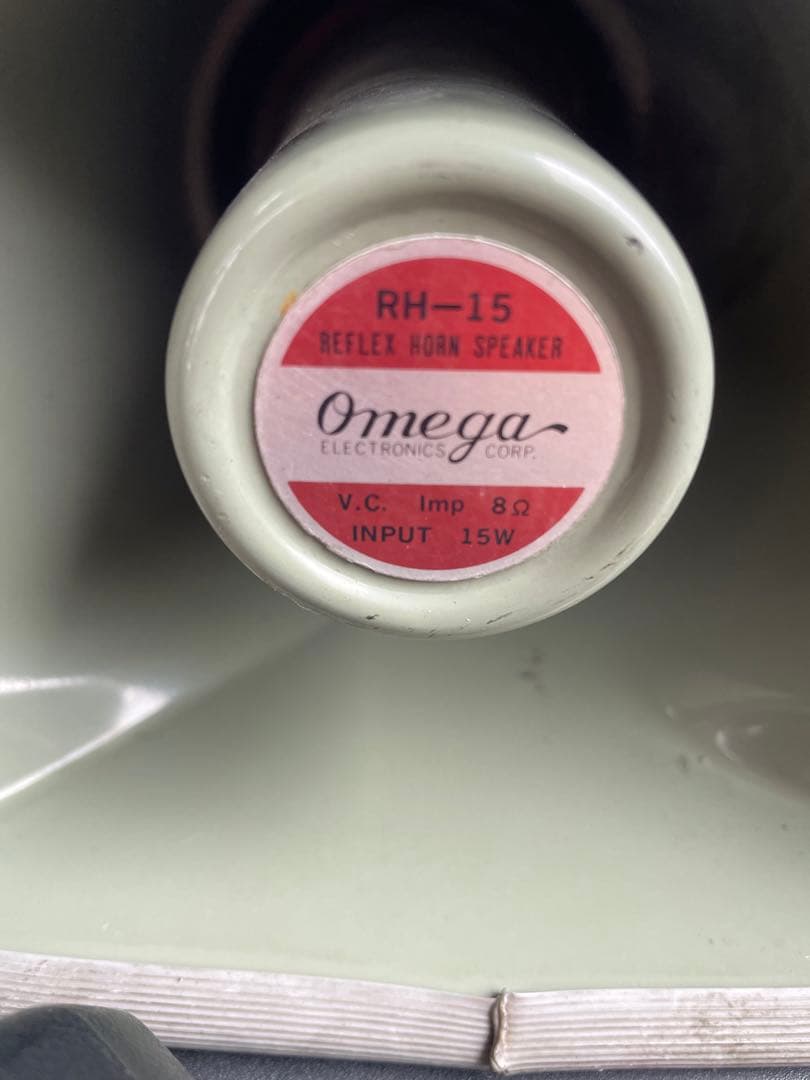 RH-15
REFLEX HORN SPEAKER
Omega
ELECTRONICS CORP.
V.C. Imp 8Ω
INPUT 15W